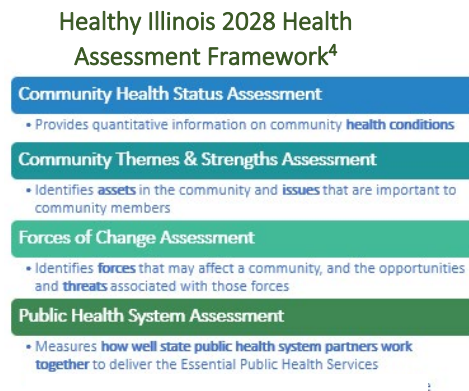 Healthy Illinois 2028 Health
Assessment Framework⁴
Community Health Status Assessment
• Provides quantitative information on community health conditions
Community Themes & Strengths Assessment
• Identifies assets in the community and issues that are important to
community members
Forces of Change Assessment
• Identifies forces that may affect a community, and the opportunities
and threats associated with those forces
Public Health System Assessment
• Measures how well state public health system partners work
together to deliver the Essential Public Health Services